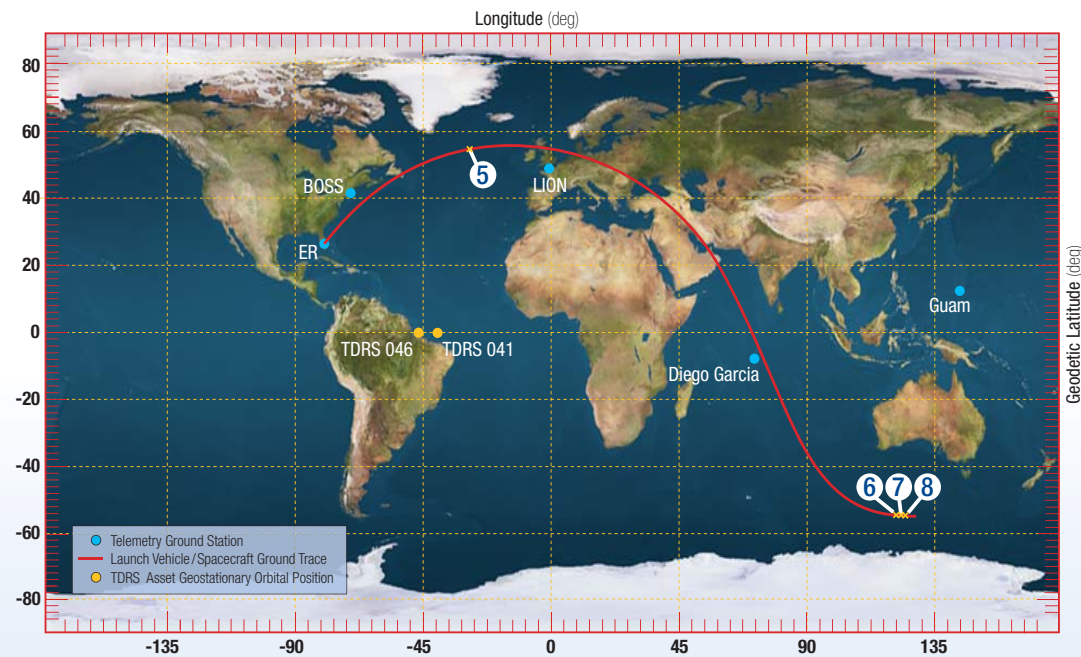 Longitude (deg)
80
60
5
BOSS
LION
40
ER
20
Guam
0
TDRS 046
TDRS 041
Diego Garcia
Geodetic Latitude (deg)
-20
-40
6 7 8
Telemetry Ground Station
Launch Vehicle/Spacecraft Ground Trace
TDRS Asset Geostationary Orbital Position
-60
-80
-135 -90 -45 0 45 90 135